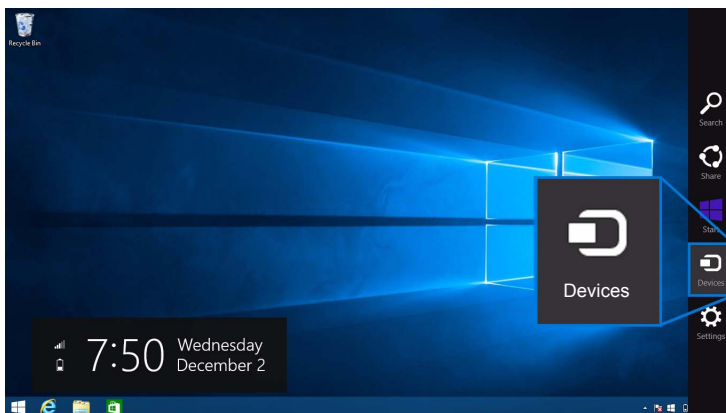 Recycle Bin
Search
Share
Start
Devices
Devices
Settings
7:50
Wednesday
December 2